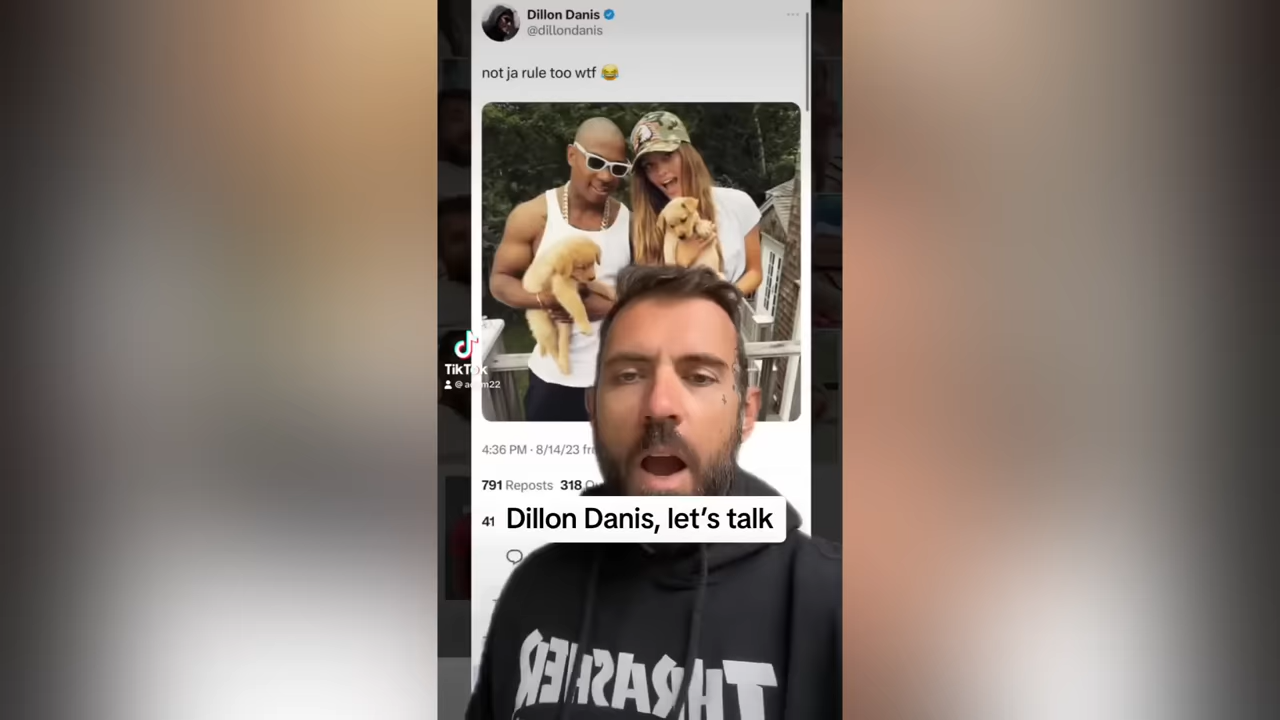 Dillon Danis
@dillondanis
not ja rule too wtf 😂
TikTok
4:36 PM · 8/14/23
791 Reposts 318
41
Dillon Danis, let's talk
THRASHER